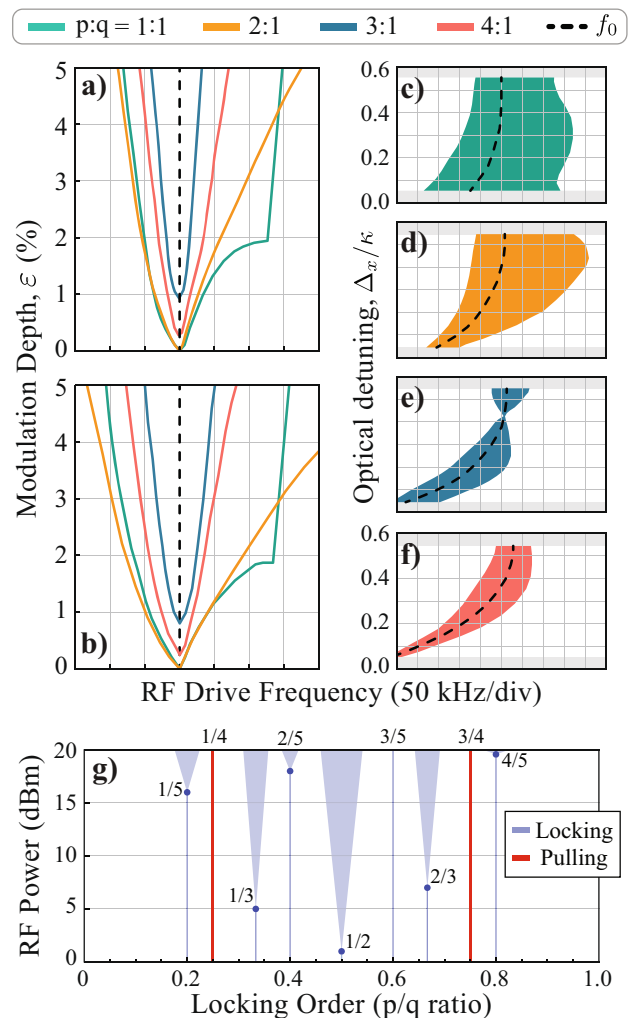 p:q = 1:1 2:1 3:1 4:1 f₀
a)
5
4
3
2
1
0
b)
5
4
3
2
1
0
Modulation Depth, ε (%)
c)
0.6
0.4
0.2
0.0
d)
e)
f)
0.6
0.4
0.2
0.0
Optical detuning, Δₓ/κ
RF Drive Frequency (50 kHz/div)
g)
1/4 2/5 3/5 3/4
20
15
10
5
0
RF Power (dBm)
1/5
1/3
1/2
2/3
4/5
Locking
Pulling
0 0.2 0.4 0.6 0.8 1.0
Locking Order (p/q ratio)